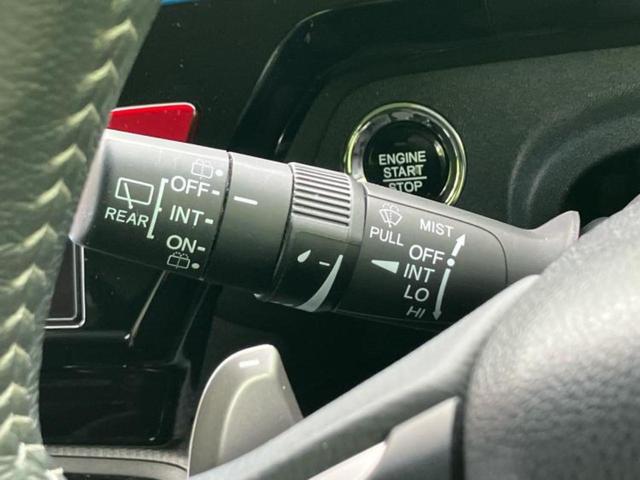 ENGINE
START
STOP
REAR
OFF
INT
ON
PULL
MIST
OFF
INT
LO
HI